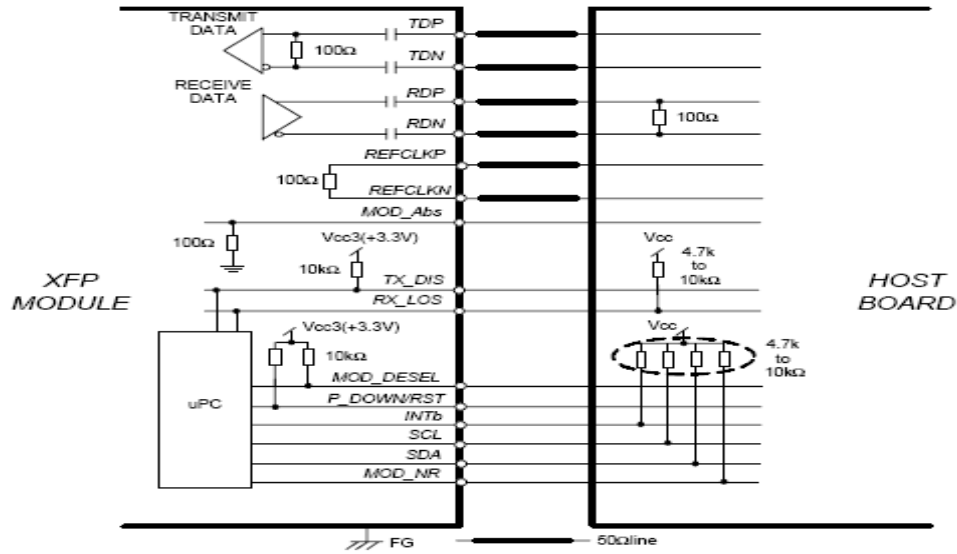 TRANSMIT
DATA
TDP
100Ω
TDN
RECEIVE
DATA
RDP
RDN
100Ω
REFCLKP
100Ω
REFCLKN
MOD_Abs
100Ω
Vcc3(+3.3V)
10kΩ
TX_DIS
RX_LOS
Vcc
4.7k
to
10kΩ
XFP
MODULE
HOST
BOARD
Vcc3(+3.3V)
10kΩ
Vcc
4.7k
to
10kΩ
uPC
MOD_DESEL
P_DOWN/RST
INTb
SCL
SDA
MOD_NR
FG
50Ωline